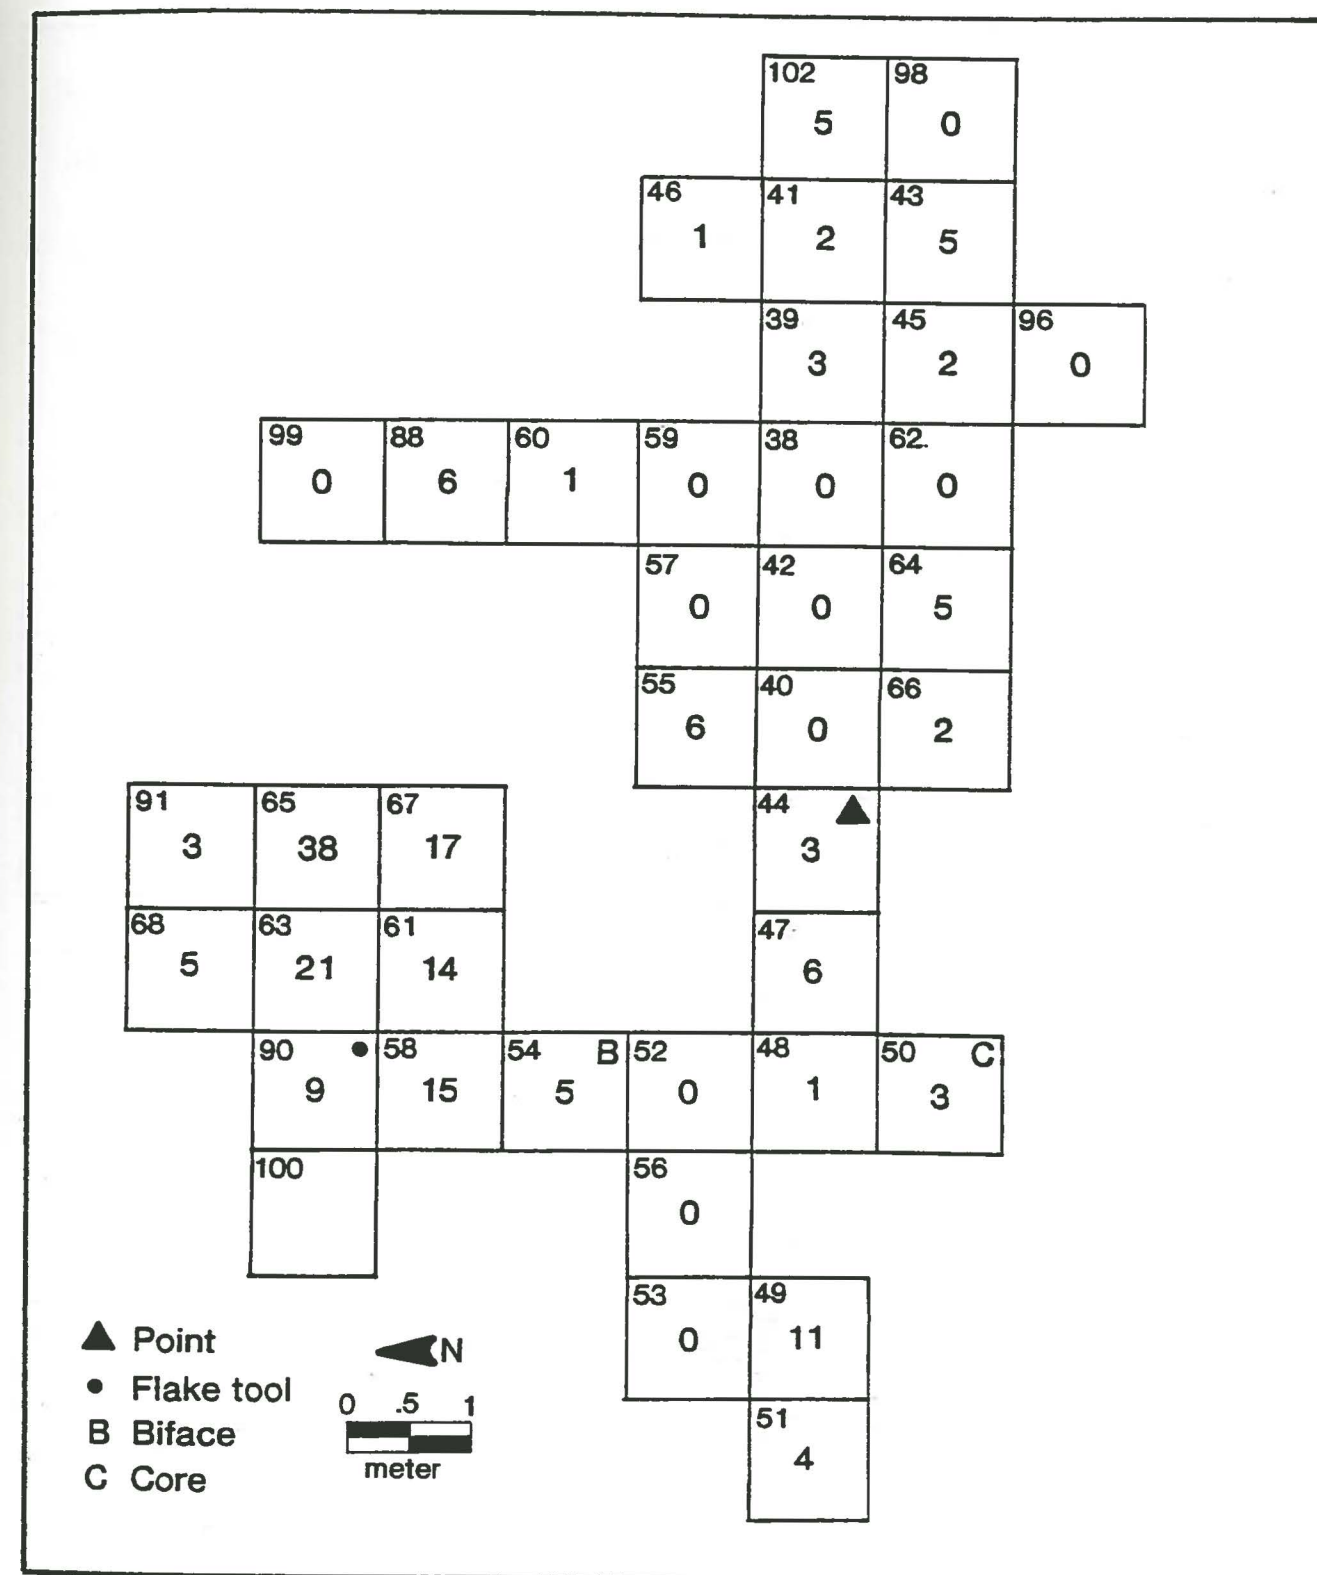 102 98
5 0
46 41 43
1 2 5
39 45 96
3 2 0
99 88 60 59 38 62
0 6 1 0 0 0
57 42 64
0 0 5
55 40 66
6 0 2
91 65 67 44
3 38 17 3
68 63 61 47
5 21 14 6
90 58 54 B 52 48 50 C
9 15 5 0 1 3
100 56
0
53 49
0 11
51
4
Point
Flake tool
B Biface
C Core
N
0 .5 1
meter